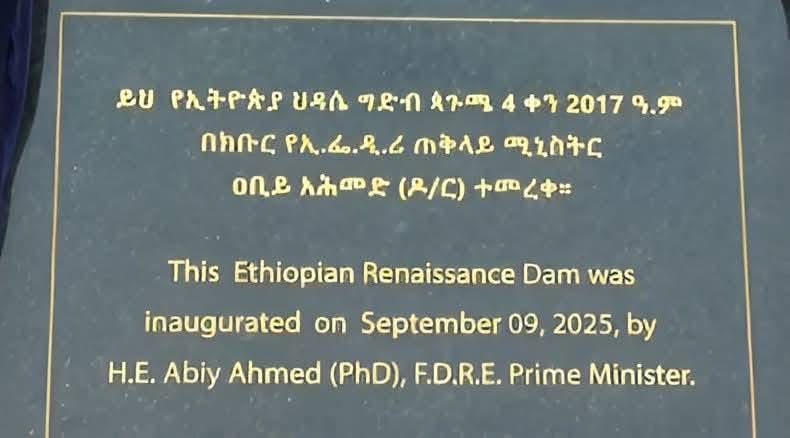 ይህ የኢትዮጵያ ህዳሴ ግድብ ጳጉሜ 4 ቀን 2017 ዓ.ም
በክቡር የኢ.ፌ.ዲ.ሪ ጠቅላይ ሚኒስትር
ዐቢይ አሕመድ (ዶ/ር) ተመረቀ።
This Ethiopian Renaissance Dam was
inaugurated on September 09, 2025, by
H.E. Abiy Ahmed (PhD), F.D.R.E. Prime Minister.